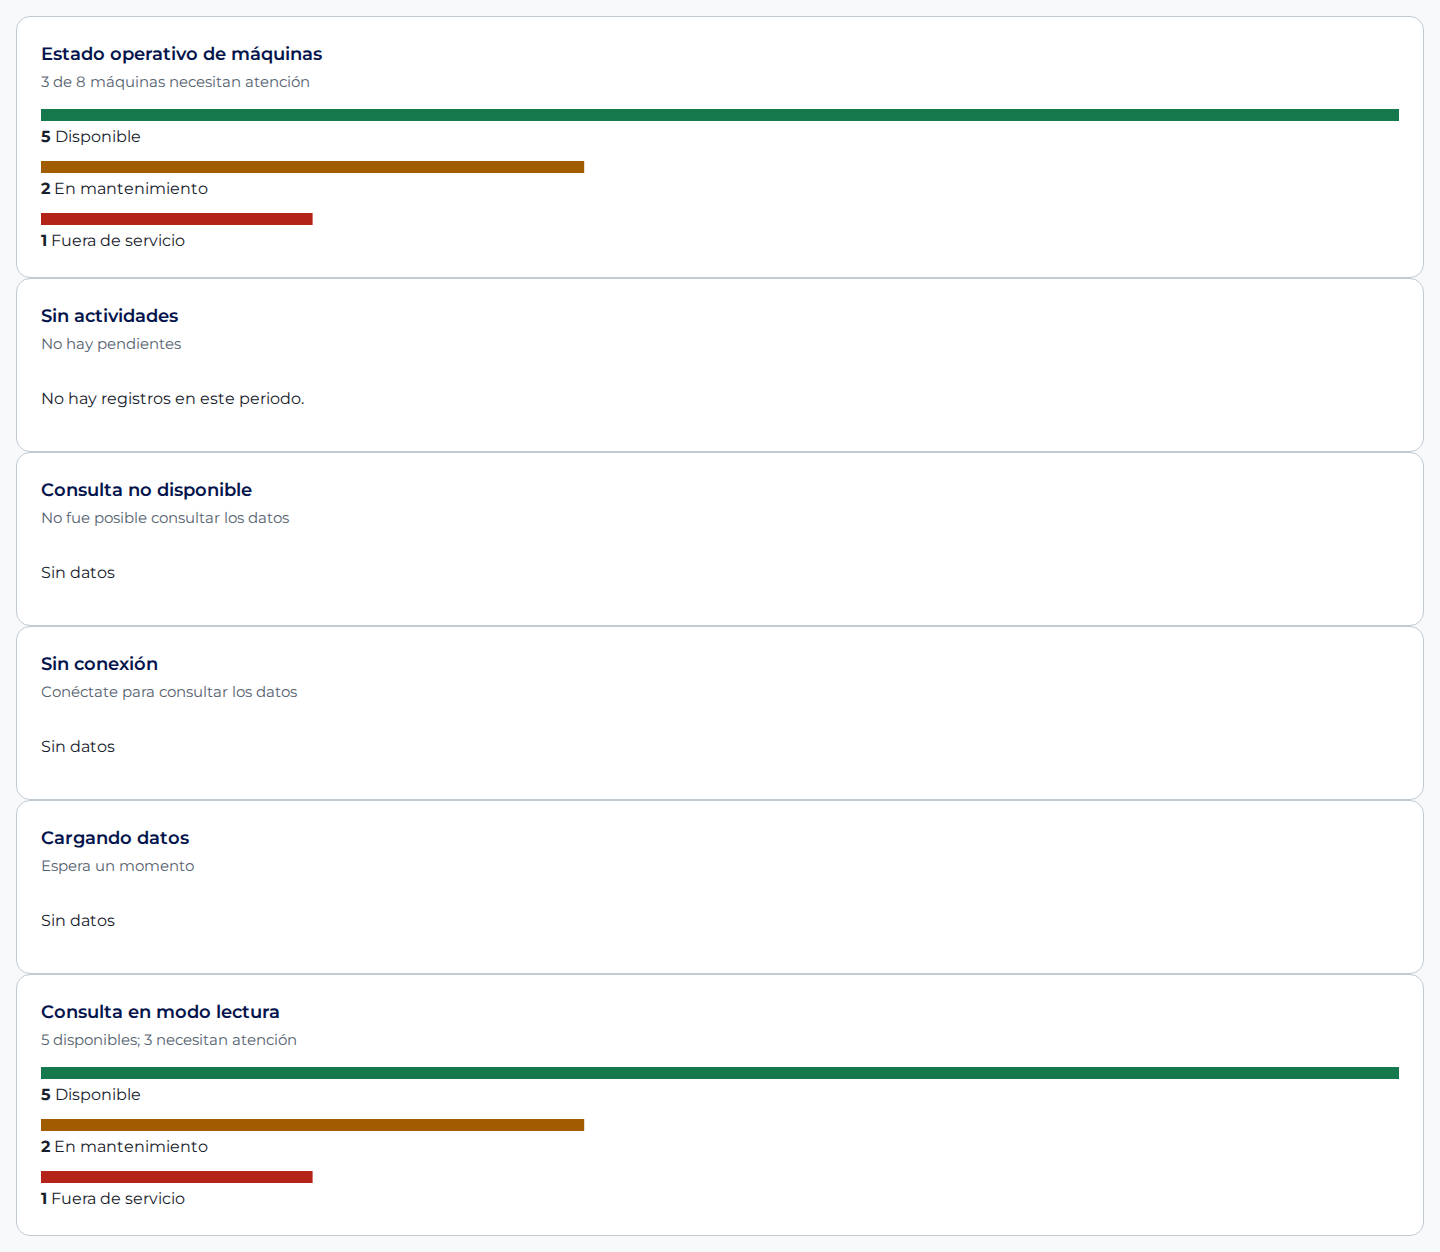 Estado operativo de máquinas
3 de 8 máquinas necesitan atención
5 Disponible
2 En mantenimiento
1 Fuera de servicio
Sin actividades
No hay pendientes
No hay registros en este periodo.
Consulta no disponible
No fue posible consultar los datos
Sin datos
Sin conexión
Conéctate para consultar los datos
Sin datos
Cargando datos
Espera un momento
Sin datos
Consulta en modo lectura
5 disponibles; 3 necesitan atención
5 Disponible
2 En mantenimiento
1 Fuera de servicio